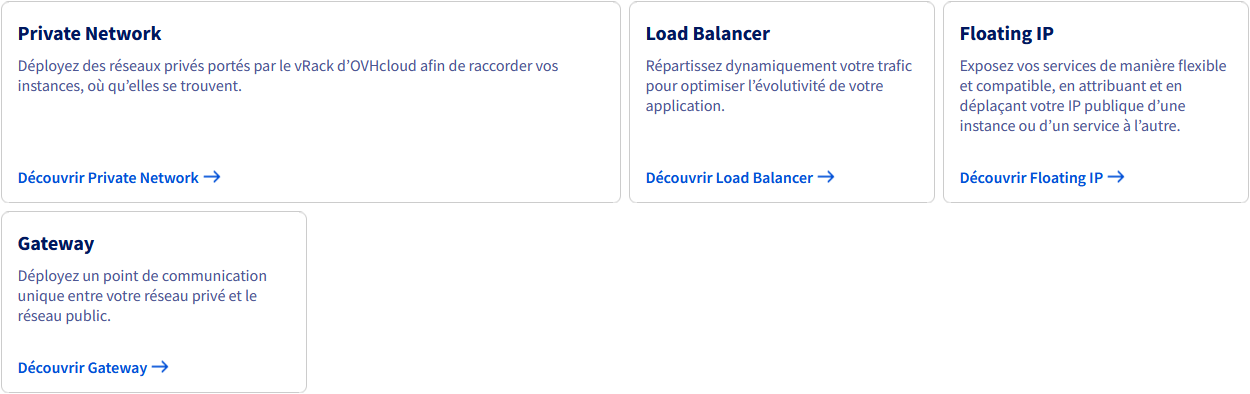 Private Network
Déployez des réseaux privés portés par le vRack d’OVHcloud afin de raccorder vos
instances, où qu’elles se trouvent.
Découvrir Private Network →
Load Balancer
Répartissez dynamiquement votre trafic
pour optimiser l’évolutivité de votre
application.
Découvrir Load Balancer →
Floating IP
Exposez vos services de manière flexible
et compatible, en attribuant et en
déplaçant votre IP publique d’une
instance ou d’un service à l’autre.
Découvrir Floating IP →
Gateway
Déployez un point de communication
unique entre votre réseau privé et le
réseau public.
Découvrir Gateway →